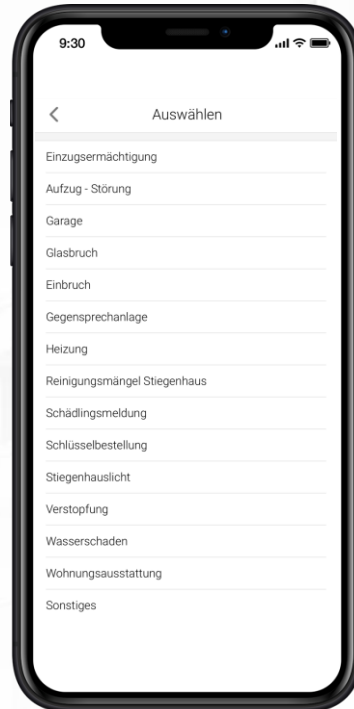 9:30
Auswählen
Einzugsermächtigung
Aufzug - Störung
Garage
Glasbruch
Einbruch
Gegensprechanlage
Heizung
Reinigungsmängel Stiegenhaus
Schädlingsmeldung
Schlüsselbestellung
Stiegenhauslicht
Verstopfung
Wasserschaden
Wohnungsausstattung
Sonstiges